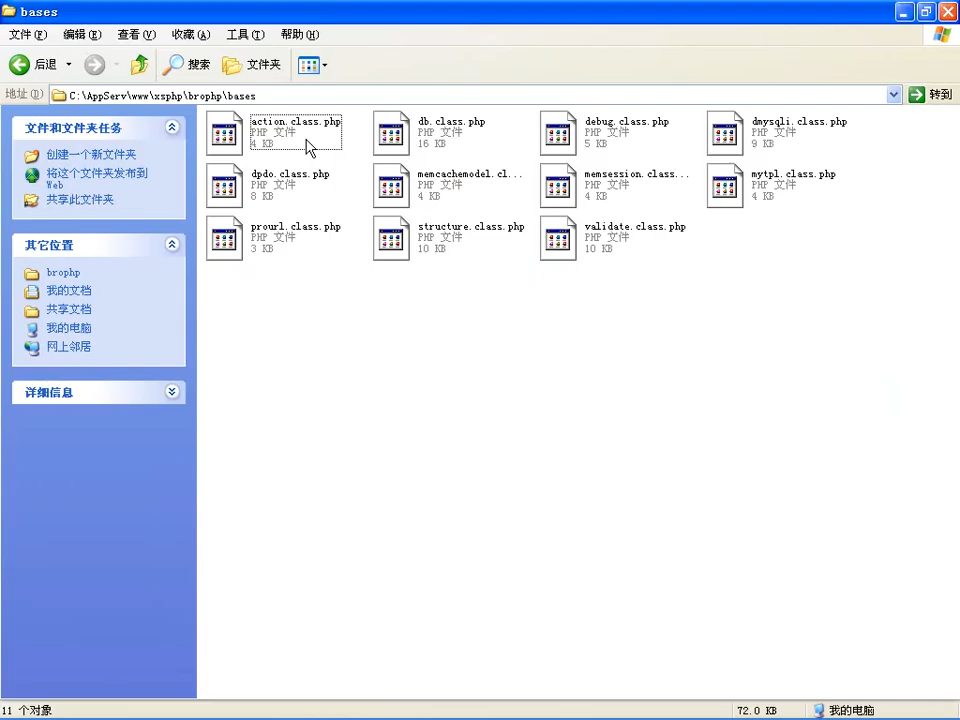 bases
文件(F) 编辑(E) 查看(V) 收藏(A) 工具(T) 帮助(H)
后退 搜索 文件夹
地址(D) C:\AppServ\www\xsphp\brophp\bases 转到
文件和文件夹任务
创建一个新文件夹
将这个文件夹发布到
Web
共享此文件夹
其它位置
brophp
我的文档
共享文档
我的电脑
网上邻居
详细信息
action.class.php
PHP 文件
4 KB
db.class.php
PHP 文件
16 KB
debug.class.php
PHP 文件
5 KB
dmysqli.class.php
PHP 文件
9 KB
dpdo.class.php
PHP 文件
8 KB
memcachemodel.cl...
PHP 文件
4 KB
memsession.class...
PHP 文件
4 KB
mytpl.class.php
PHP 文件
4 KB
prourl.class.php
PHP 文件
3 KB
structure.class.php
PHP 文件
10 KB
validate.class.php
PHP 文件
10 KB
11 个对象 72.0 KB 我的电脑